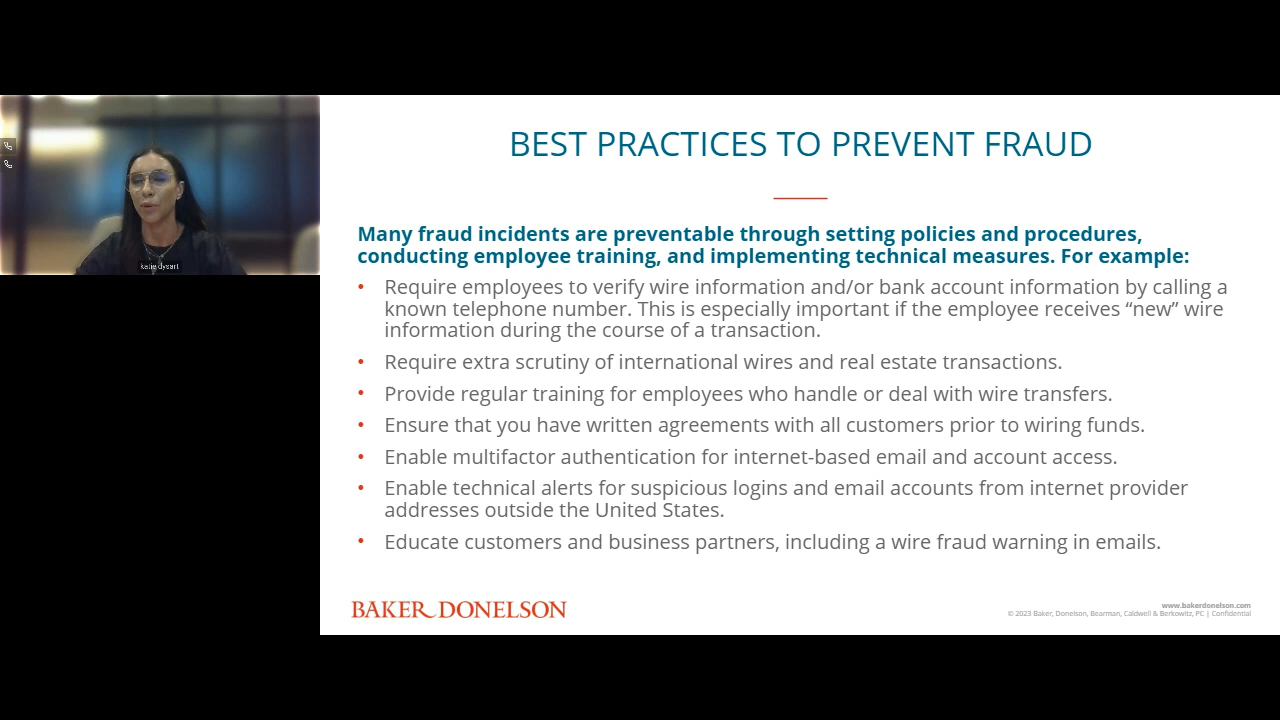 katie dysart
BEST PRACTICES TO PREVENT FRAUD
Many fraud incidents are preventable through setting policies and procedures,
conducting employee training, and implementing technical measures. For example:
• Require employees to verify wire information and/or bank account information by calling a
known telephone number. This is especially important if the employee receives “new” wire
information during the course of a transaction.
• Require extra scrutiny of international wires and real estate transactions.
• Provide regular training for employees who handle or deal with wire transfers.
• Ensure that you have written agreements with all customers prior to wiring funds.
• Enable multifactor authentication for internet-based email and account access.
• Enable technical alerts for suspicious logins and email accounts from internet provider
addresses outside the United States.
• Educate customers and business partners, including a wire fraud warning in emails.
BAKER DONELSON
www.bakerdonelson.com
© 2023 Baker, Donelson, Bearman, Caldwell & Berkowitz, PC | Confidential